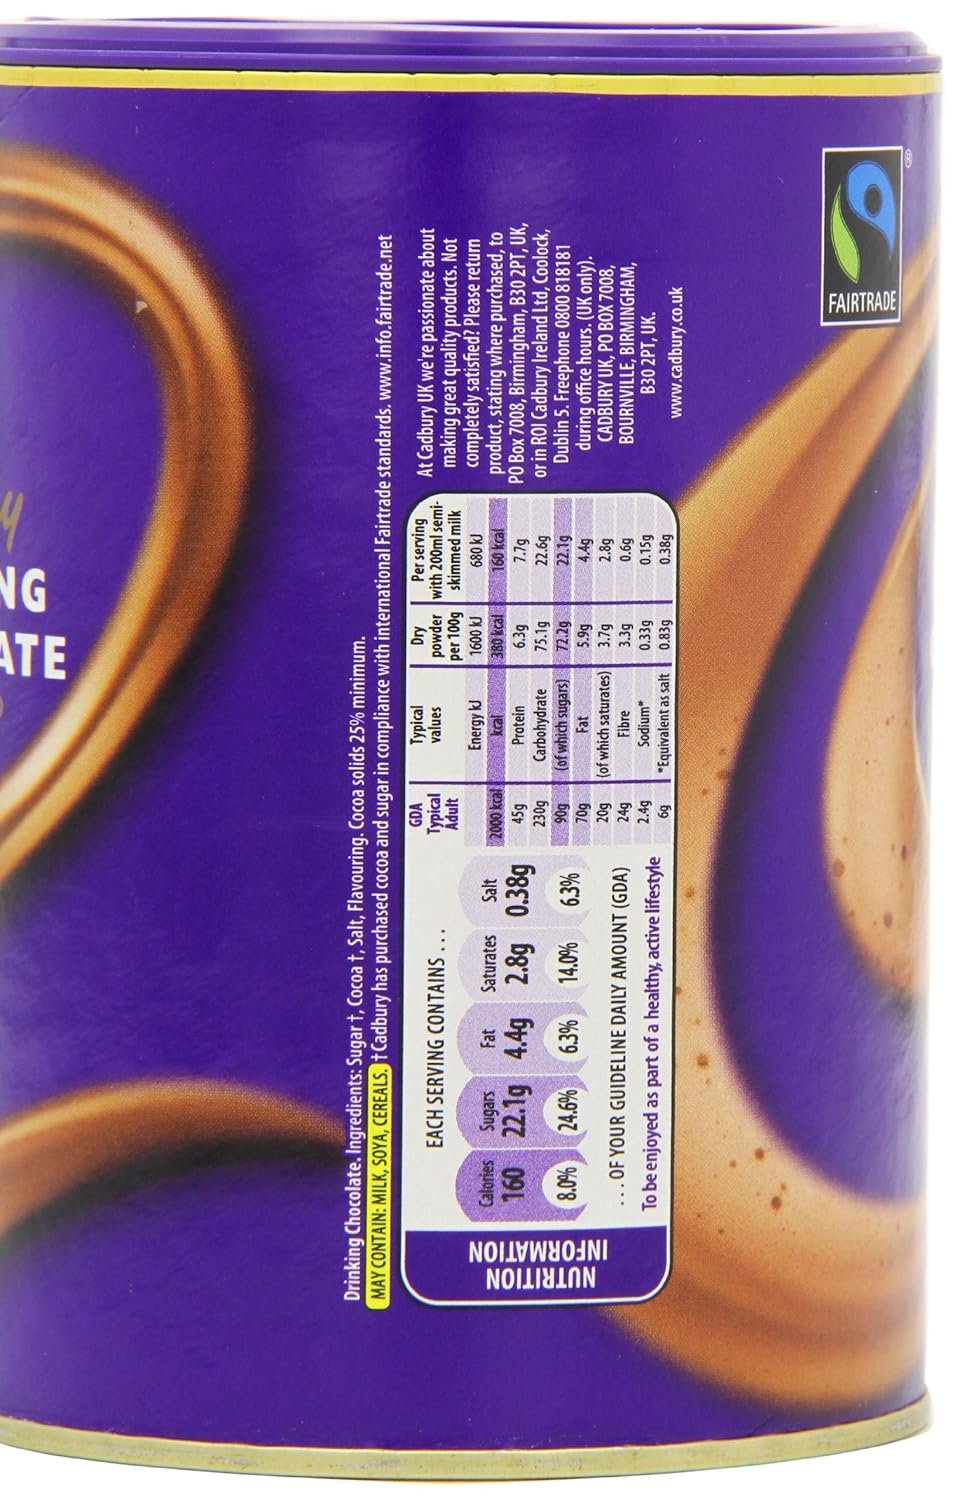 NG
ATE
FAIRTRADE
®
Drinking Chocolate. Ingredients: Sugar †, Cocoa †, Salt, Flavouring. Cocoa solids 25% minimum.
MAY CONTAIN: MILK, SOYA, CEREALS. † Cadbury has purchased cocoa and sugar in compliance with international Fairtrade standards. www.info.fairtrade.net
NUTRITION
INFORMATION
EACH SERVING CONTAINS . . .
Calories Sugars Fat Saturates Salt
160 22.1g 4.4g 2.8g 0.38g
8.0% 24.6% 6.3% 14.0% 6.3%
. . . OF YOUR GUIDELINE DAILY AMOUNT (GDA)
To be enjoyed as part of a healthy, active lifestyle
GDA Typical Adult Typical values Dry powder per 100g Per serving with 200ml semi-skimmed milk
Energy kJ 1600 kJ 680 kJ
2000 kcal kcal 380 kcal 160 kcal
45g Protein 6.3g 7.7g
230g Carbohydrate 75.1g 22.6g
90g (of which sugars) 72.2g 22.1g
70g Fat 5.9g 4.4g
20g (of which saturates) 3.7g 2.8g
24g Fibre 3.3g 0.6g
2.4g Sodium* 0.33g 0.15g
6g *Equivalent as salt 0.83g 0.38g
At Cadbury UK we're passionate about
making great quality products. Not
completely satisfied? Please return
product, stating where purchased, to
PO Box 7008, Birmingham, B30 2PT, UK,
or in ROI Cadbury Ireland Ltd, Coolock,
Dublin 5. Freephone 0800 818181
during office hours. (UK only).
CADBURY UK, PO BOX 7008,
BOURNVILLE, BIRMINGHAM,
B30 2PT, UK.
www.cadbury.co.uk